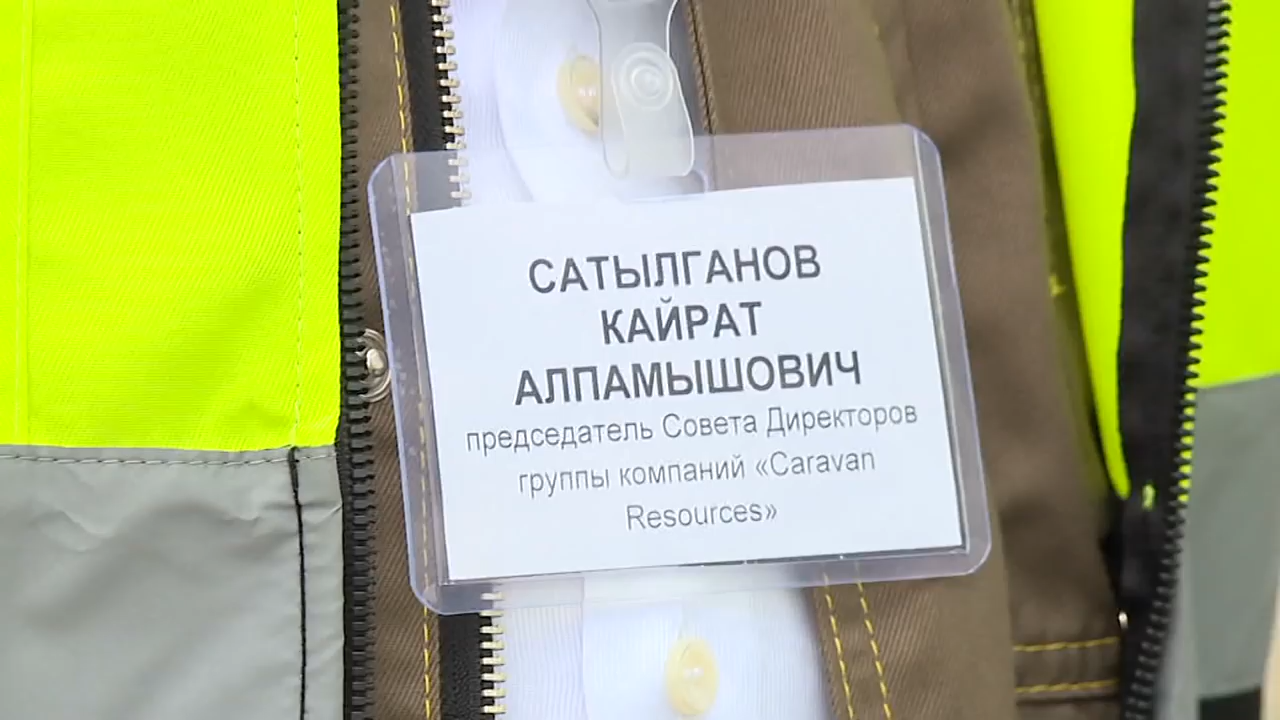 САТЫЛГАНОВ
КАЙРАТ
АЛПАМЫШОВИЧ
председатель Совета Директоров
группы компаний «Caravan
Resources»